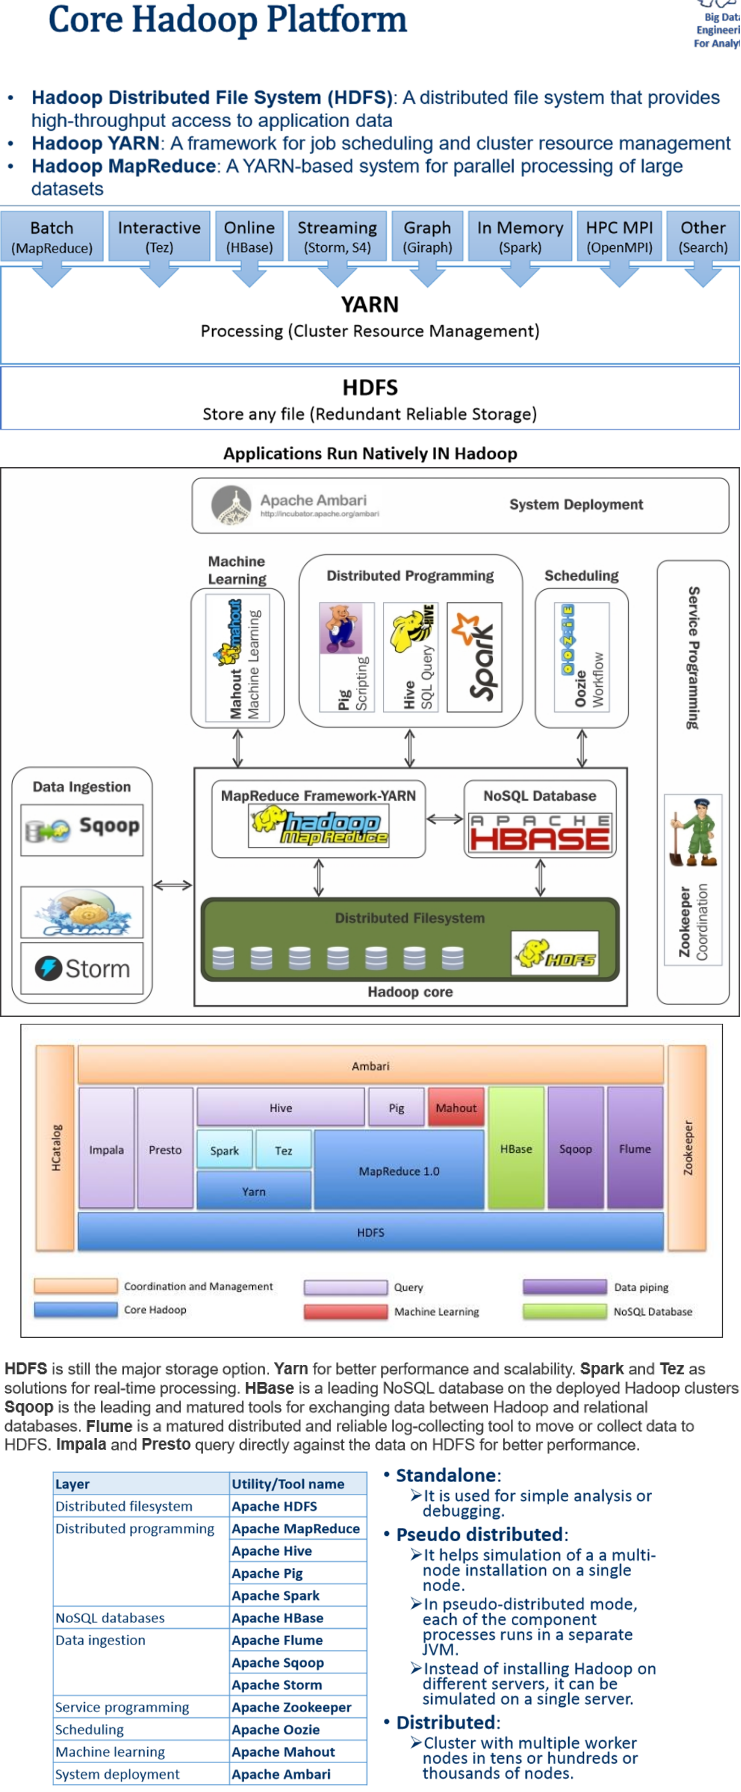 Core Hadoop Platform
Big Data
Engineeri
For Analyt
• Hadoop Distributed File System (HDFS): A distributed file system that provides
high-throughput access to application data
• Hadoop YARN: A framework for job scheduling and cluster resource management
• Hadoop MapReduce: A YARN-based system for parallel processing of large
datasets
Batch
(MapReduce)
Interactive
(Tez)
Online
(HBase)
Streaming
(Storm, S4)
Graph
(Giraph)
In Memory
(Spark)
HPC MPI
(OpenMPI)
Other
(Search)
YARN
Processing (Cluster Resource Management)
HDFS
Store any file (Redundant Reliable Storage)
Applications Run Natively IN Hadoop
Apache Ambari
http://incubator.apache.org/ambari
System Deployment
Machine
Learning
mahout
Mahout
Machine Learning
Distributed Programming
Pig
Scripting
HIVE
Hive
SQL Query
Spark
Scheduling
OOZIE
Oozie
Workflow
Service Programming
Zookeeper
Coordination
Data Ingestion
Sqoop
FLUME
Storm
MapReduce Framework-YARN
hadoop
Map Reduce
NoSQL Database
APACHE
HBASE
Distributed Filesystem
HDFS
Hadoop core
HCatalog
Ambari
Zookeeper
Impala
Presto
Hive
Pig
Mahout
Spark
Tez
Yarn
MapReduce 1.0
HBase
Sqoop
Flume
HDFS
Coordination and Management
Query
Data piping
Core Hadoop
Machine Learning
NoSQL Database
HDFS is still the major storage option. Yarn for better performance and scalability. Spark and Tez as
solutions for real-time processing. HBase is a leading NoSQL database on the deployed Hadoop clusters
Sqoop is the leading and matured tools for exchanging data between Hadoop and relational
databases. Flume is a matured distributed and reliable log-collecting tool to move or collect data to
HDFS. Impala and Presto query directly against the data on HDFS for better performance.
Layer Utility/Tool name
Distributed filesystem Apache HDFS
Distributed programming Apache MapReduce
Apache Hive
Apache Pig
Apache Spark
NoSQL databases Apache HBase
Data ingestion Apache Flume
Apache Sqoop
Apache Storm
Service programming Apache Zookeeper
Scheduling Apache Oozie
Machine learning Apache Mahout
System deployment Apache Ambari
• Standalone:
➢It is used for simple analysis or
debugging.
• Pseudo distributed:
➢It helps simulation of a a multi-
node installation on a single
node.
➢In pseudo-distributed mode,
each of the component
processes runs in a separate
JVM.
➢Instead of installing Hadoop on
different servers, it can be
simulated on a single server.
• Distributed:
➢Cluster with multiple worker
nodes in tens or hundreds or
thousands of nodes.